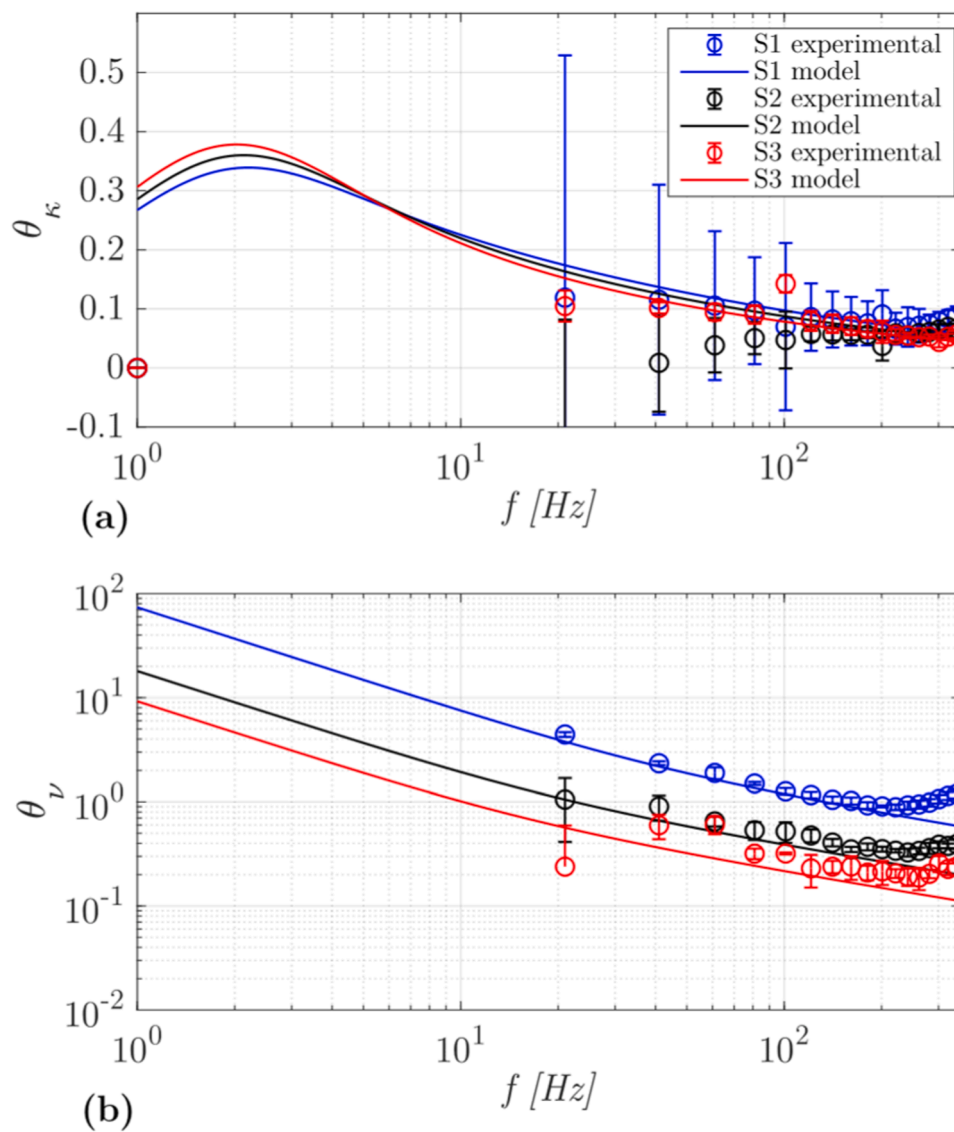 0.5
0.4
0.3
0.2
0.1
0
-0.1
θ_κ
S1 experimental
S1 model
S2 experimental
S2 model
S3 experimental
S3 model
10^0 10^1 10^2
f [Hz]
(a)
10^2
10^1
10^0
10^-1
10^-2
θ_ν
10^0 10^1 10^2
f [Hz]
(b)